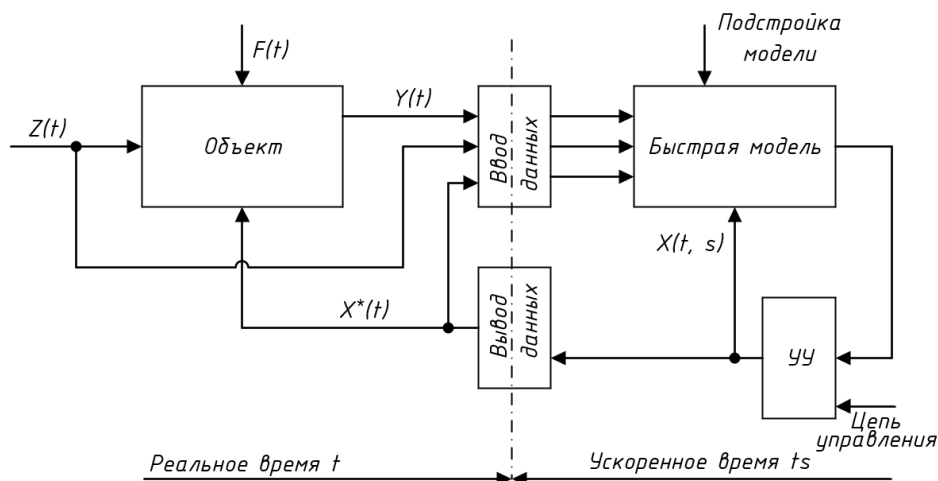 Подстройка
модели
F(t)
Y(t)
Z(t)
Объект
Ввод
данных
Быстрая модель
X(t, s)
X*(t)
Вывод
данных
УУ
Цепь
управления
Реальное время t
Ускоренное время ts